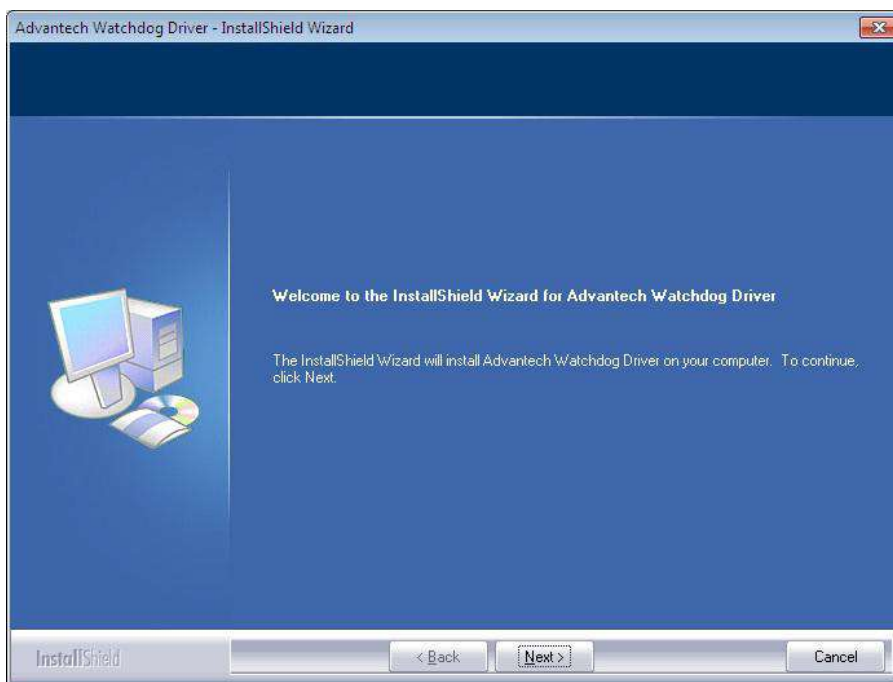 Advantech Watchdog Driver - InstallShield Wizard
Welcome to the InstallShield Wizard for Advantech Watchdog Driver
The InstallShield Wizard will install Advantech Watchdog Driver on your computer. To continue,
click Next.
InstallShield
< Back
Next >
Cancel